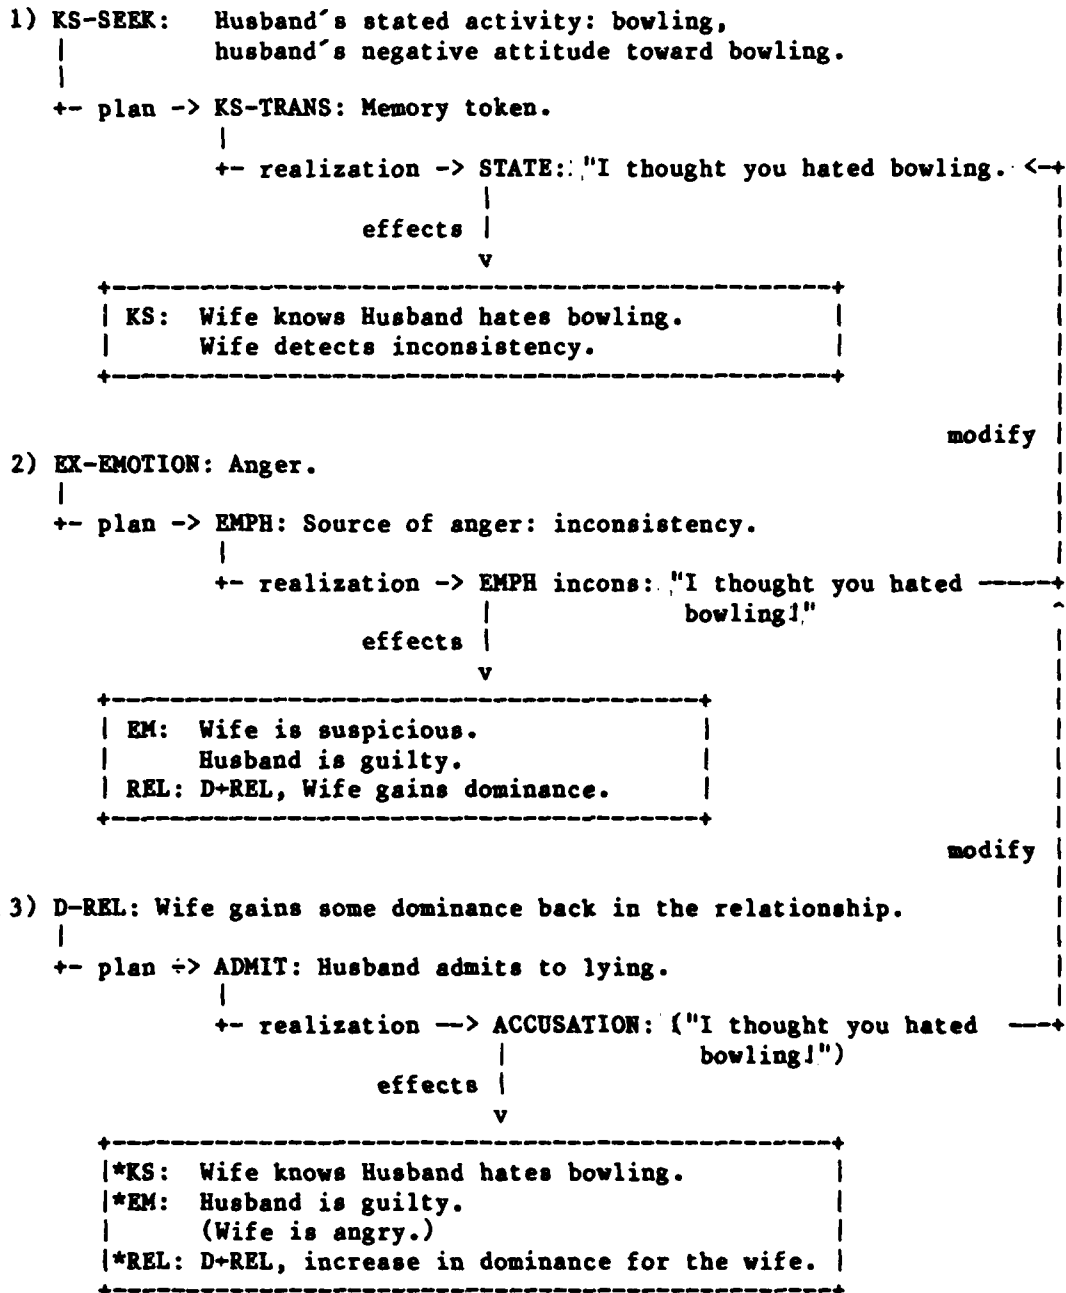 1) KS-SEEK: Husband´s stated activity: bowling,
husband´s negative attitude toward bowling.
+- plan -> KS-TRANS: Memory token.
+- realization -> STATE: "I thought you hated bowling. <-+
effects
v
KS: Wife knows Husband hates bowling.
Wife detects inconsistency.
modify
2) EX-EMOTION: Anger.
+- plan -> EMPH: Source of anger: inconsistency.
+- realization -> EMPH incons: "I thought you hated -----+
bowling!"
effects
v
EM: Wife is suspicious.
Husband is guilty.
REL: D+REL, Wife gains dominance.
modify
3) D-REL: Wife gains some dominance back in the relationship.
+- plan -> ADMIT: Husband admits to lying.
+- realization --> ACCUSATION: ("I thought you hated ---+
bowling!")
effects
v
*KS: Wife knows Husband hates bowling.
*EM: Husband is guilty.
(Wife is angry.)
*REL: D+REL, increase in dominance for the wife.